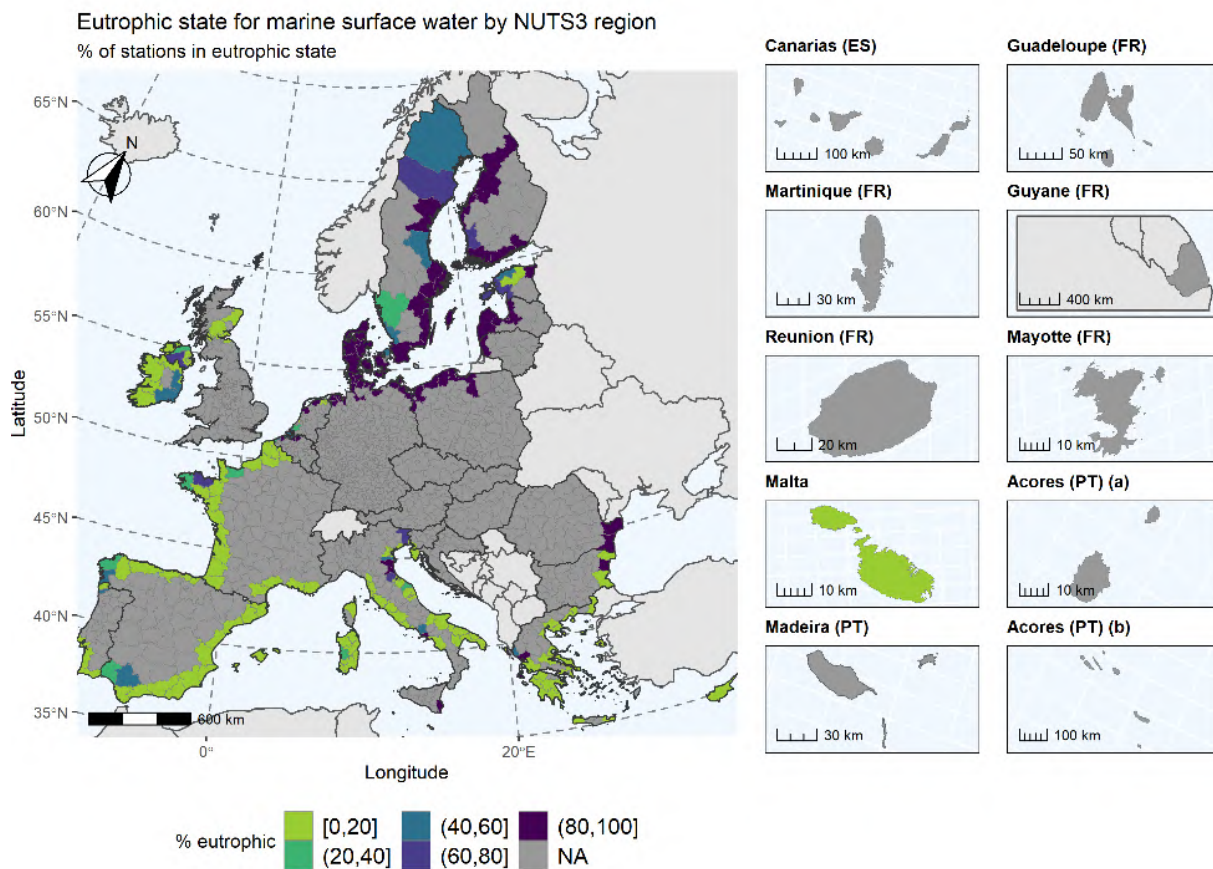 Eutrophic state for marine surface water by NUTS3 region
% of stations in eutrophic state
65°N
60°N
55°N
50°N
45°N
40°N
35°N
Latitude
N
600 km
0°
20°E
Longitude
Canarias (ES)
100 km
Guadeloupe (FR)
50 km
Martinique (FR)
30 km
Guyane (FR)
400 km
Reunion (FR)
20 km
Mayotte (FR)
10 km
Malta
10 km
Acores (PT) (a)
10 km
Madeira (PT)
30 km
Acores (PT) (b)
100 km
% eutrophic
[0,20]
(20,40]
(40,60]
(60,80]
(80,100]
NA